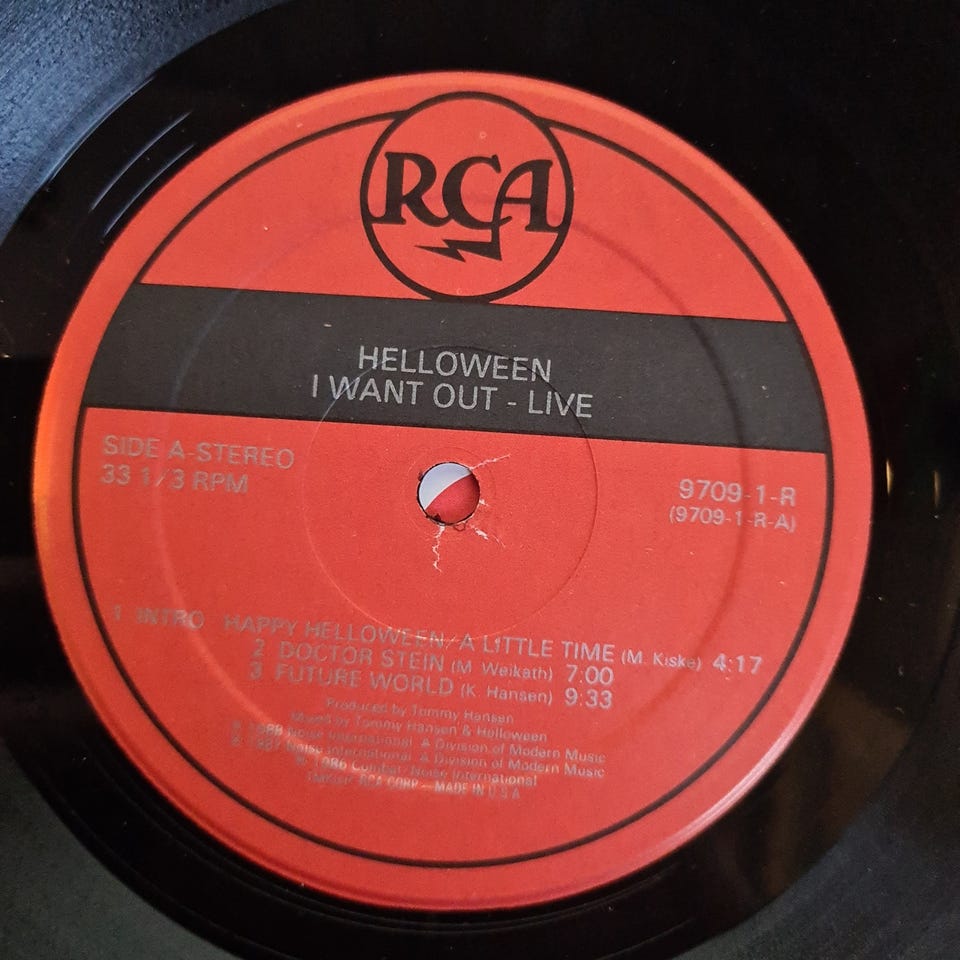 RCA
HELLOWEEN
I WANT OUT - LIVE
SIDE A-STEREO
33 1/3 RPM
9709-1-R
(9709-1-R-A)
1 INTRO HAPPY HELLOWEEN/A LITTLE TIME (M. Kiske) 4:17
2 DOCTOR STEIN (M. Weikath) 7:00
3 FUTURE WORLD (K. Hansen) 9:33
Produced by Tommy Hansen
Mixed by Tommy Hansen & Helloween
Noise International. A Division of Modern Music
1987 Noise International. A Division of Modern Music
1986 Combat/Noise International
RCA CORP.—MADE IN U.S.A